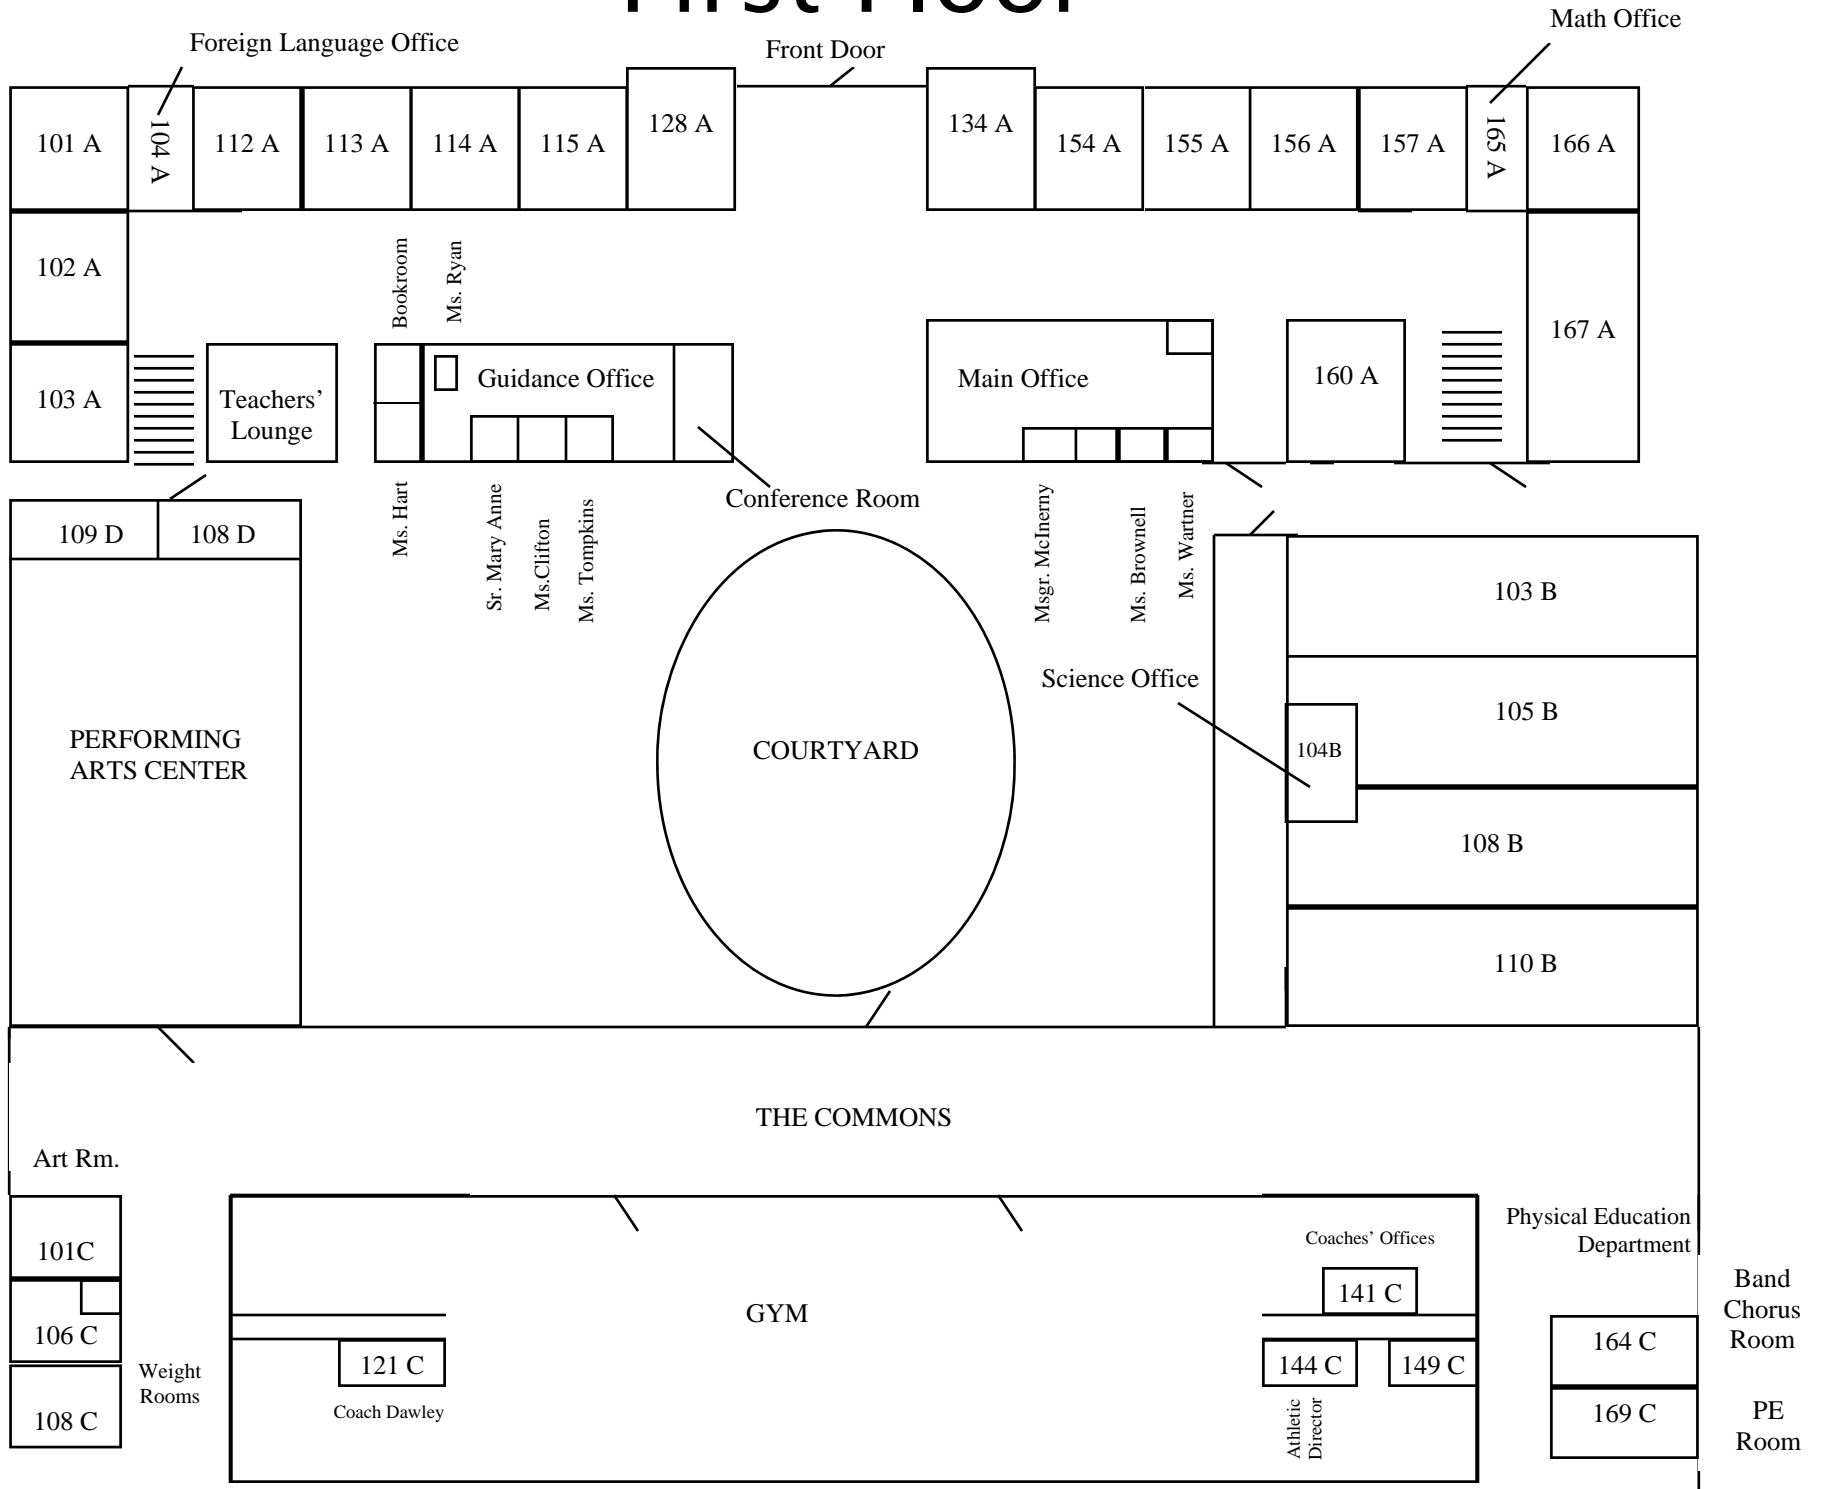 First Floor
Math Office
Foreign Language Office
Front Door
101 A
104 A
112 A
113 A
114 A
115 A
128 A
134 A
154 A
155 A
156 A
157 A
165 A
166 A
102 A
Bookroom
Ms. Ryan
167 A
103 A
Teachers’
Lounge
Guidance Office
Main Office
160 A
Conference Room
109 D
108 D
Ms. Hart
Sr. Mary Anne
Ms.Clifton
Ms. Tompkins
Msgr. McInerny
Ms. Brownell
Ms. Wartner
103 B
Science Office
105 B
PERFORMING
ARTS CENTER
COURTYARD
104B
108 B
110 B
THE COMMONS
Art Rm.
Physical Education
Department
101C
Coaches’ Offices
Band
Chorus
Room
141 C
GYM
106 C
164 C
Weight
Rooms
121 C
144 C
149 C
108 C
Coach Dawley
Athletic
Director
169 C
PE
Room